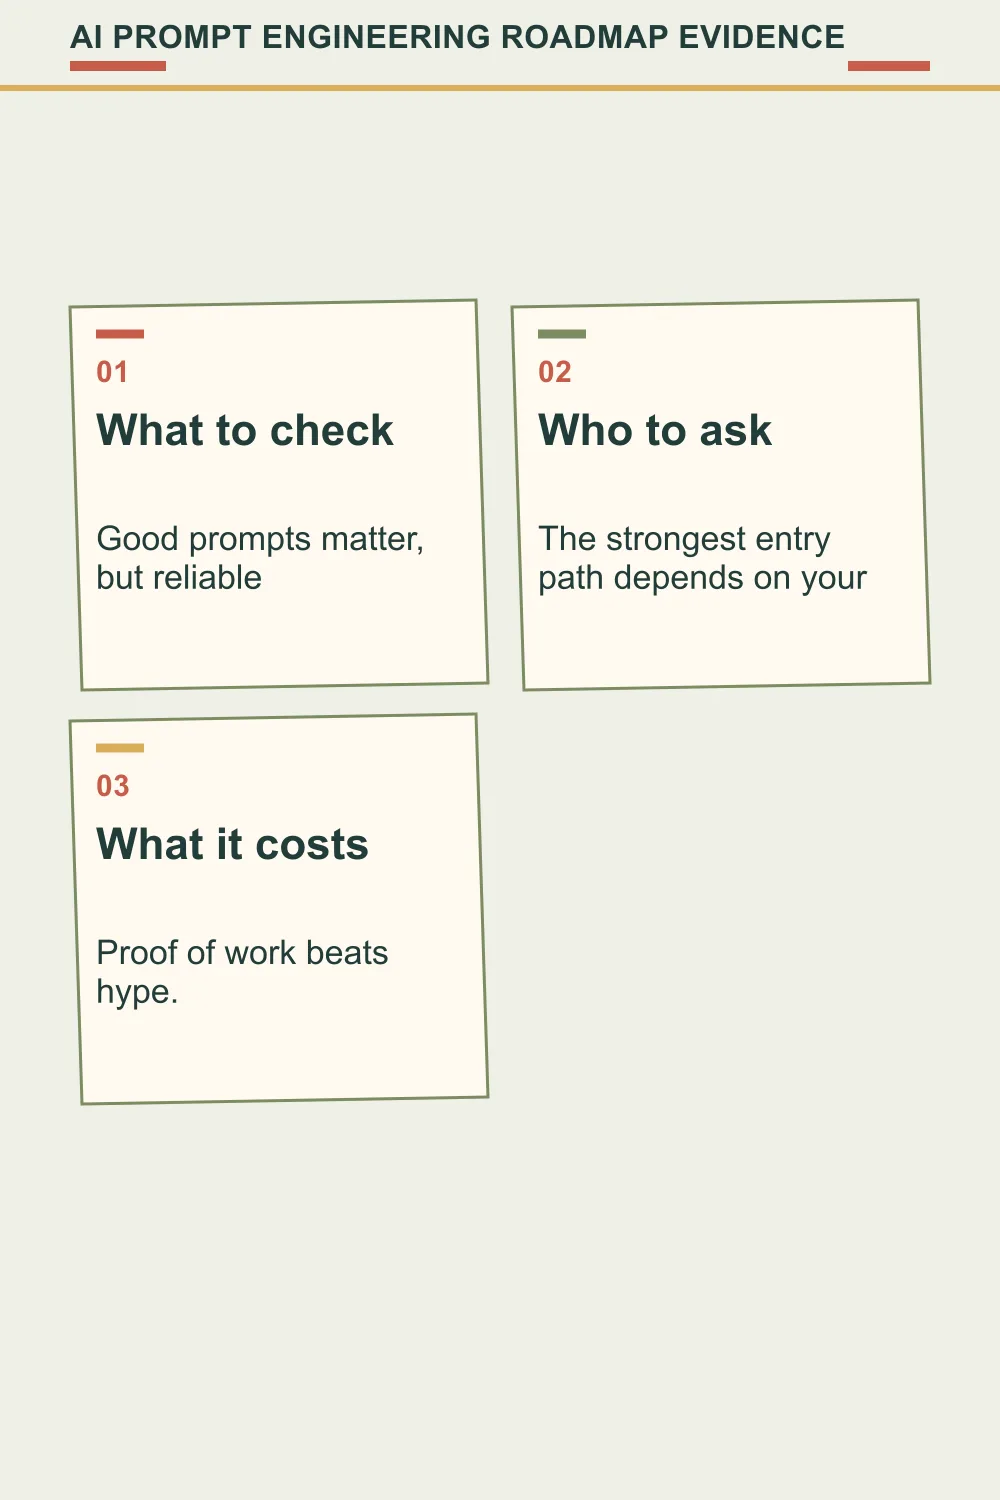 AI PROMPT ENGINEERING ROADMAP EVIDENCE
01
What to check
Good prompts matter,
but reliable
02
Who to ask
The strongest entry
path depends on your
03
What it costs
Proof of work beats
hype.